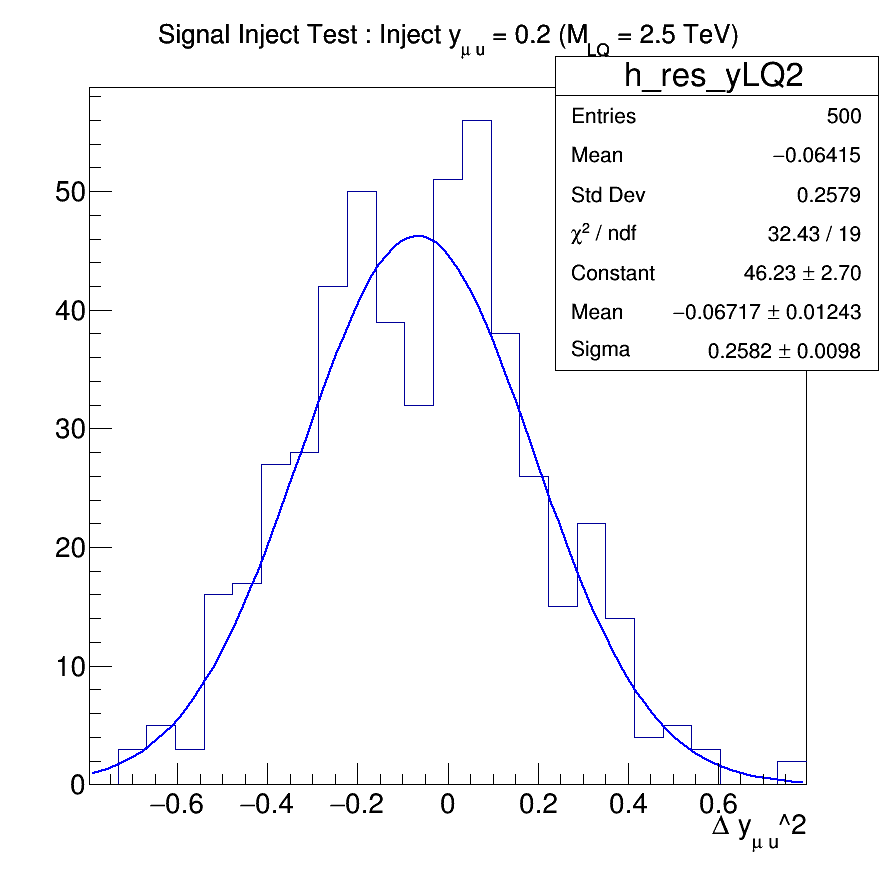 Signal Inject Test : Inject y_μu = 0.2 (M_LQ = 2.5 TeV)
h_res_yLQ2
Entries 500
Mean −0.06415
Std Dev 0.2579
χ² / ndf 32.43 / 19
Constant 46.23 ± 2.70
Mean −0.06717 ± 0.01243
Sigma 0.2582 ± 0.0098
50
40
30
20
10
0
−0.6 −0.4 −0.2 0 0.2 0.4 0.6
Δ y_μu^2